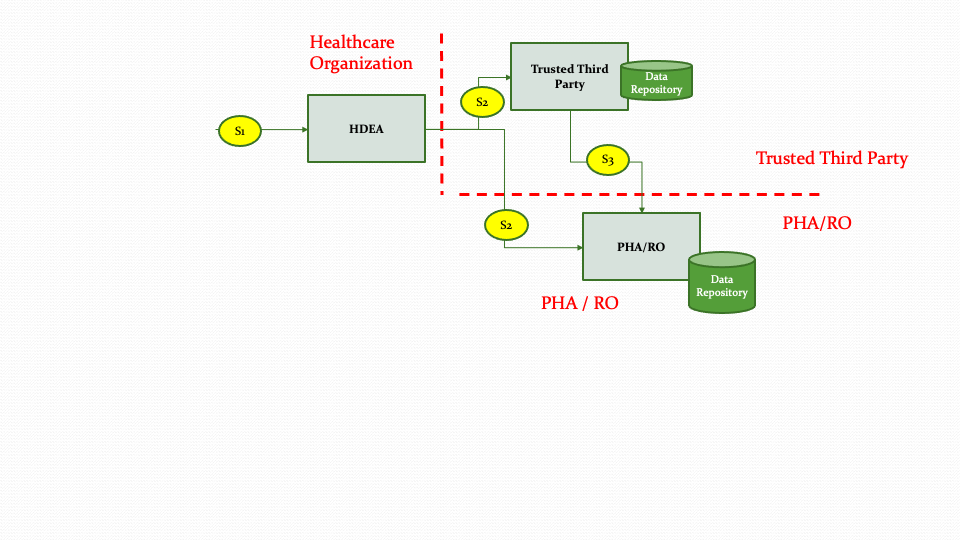 Healthcare
Organization
Trusted Third
Party
Data
Repository
S2
HDEA
S1
S3
Trusted Third Party
PHA/RO
S2
PHA/RO
Data
Repository
PHA / RO